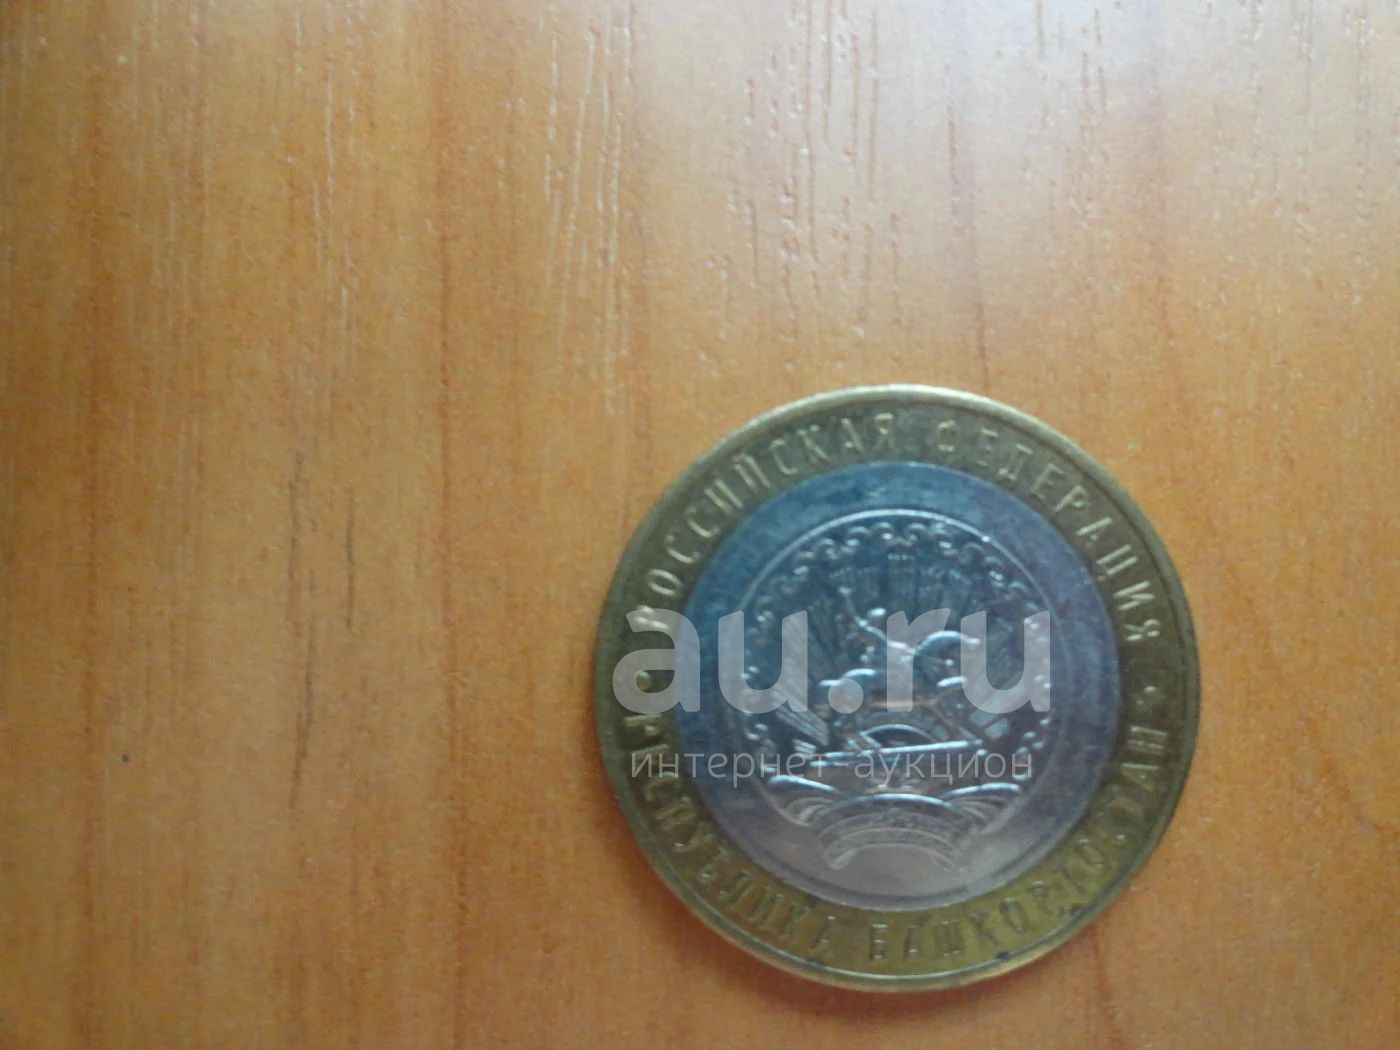 РОССИЙСКАЯ ФЕДЕРАЦИЯ
РЕСПУБЛИКА БАШКОРТОСТАН
au.ru
интернет-аукцион